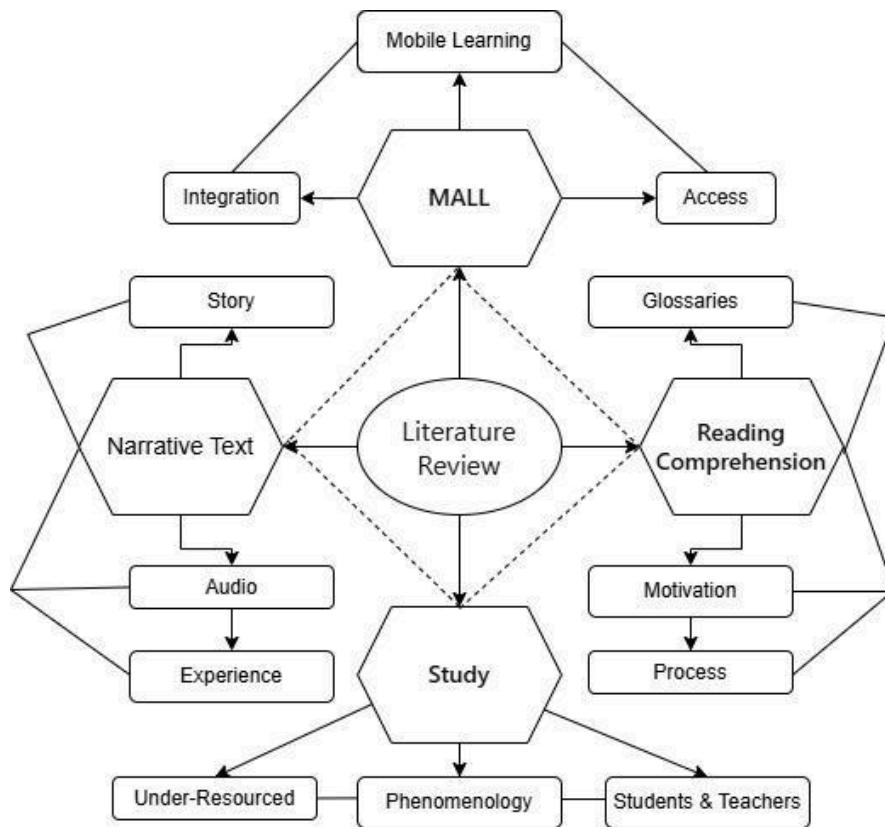 Mobile Learning
Integration
MALL
Access
Story
Glossaries
Narrative Text
Literature
Review
Reading
Comprehension
Audio
Motivation
Experience
Study
Process
Under-Resourced
Phenomenology
Students & Teachers